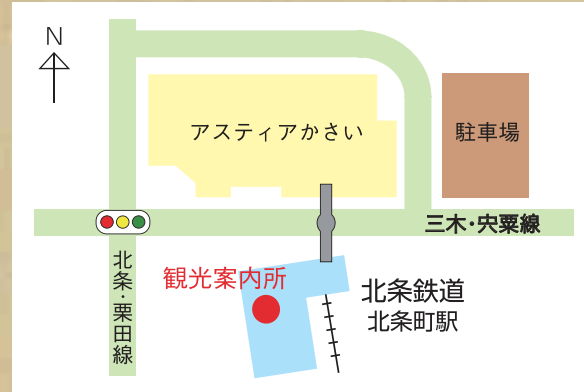 N
アスティアかさい
駐車場
三木・宍粟線
北条・栗田線
観光案内所
北条鉄道
北条町駅